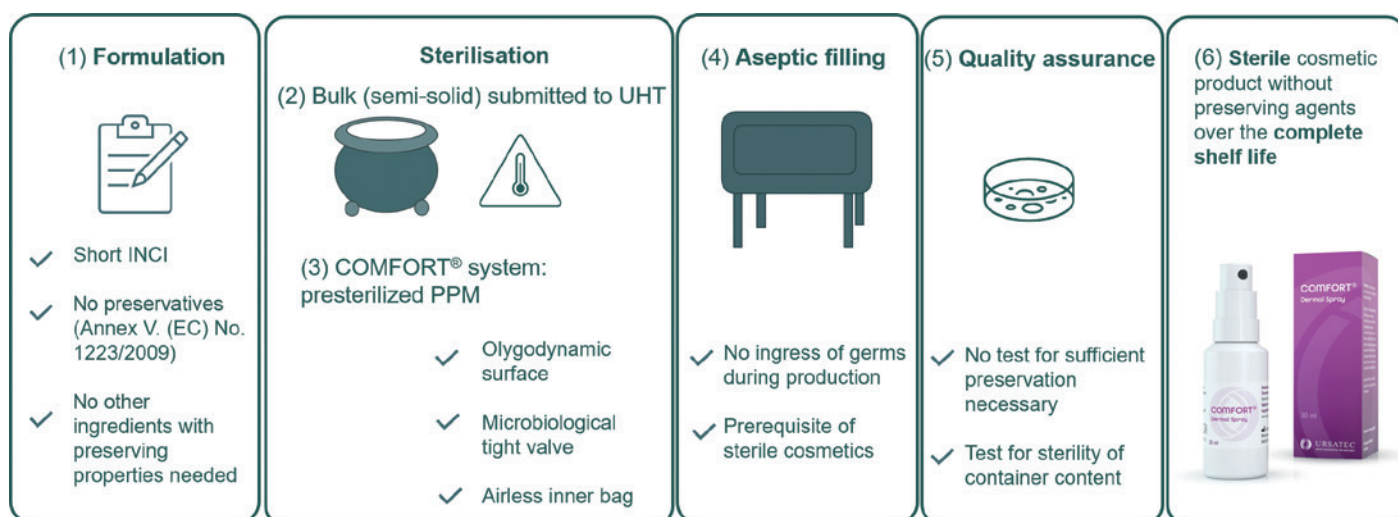 (1) Formulation
Short INCI
No preservatives
(Annex V. (EC) No.
1223/2009)
No other
ingredients with
preserving
properties needed
Sterilisation
(2) Bulk (semi-solid) submitted to UHT
(3) COMFORT® system:
presterilized PPM
Olygodynamic
surface
Microbiological
tight valve
Airless inner bag
(4) Aseptic filling
No ingress of germs
during production
Prerequisite of
sterile cosmetics
(5) Quality assurance
No test for sufficient
preservation
necessary
Test for sterility of
container content
(6) Sterile cosmetic
product without
preserving agents
over the complete
shelf life
COMFORT®
Dermal Spray
COMFORT®
Dermal Spray
30 ml
URSATEC